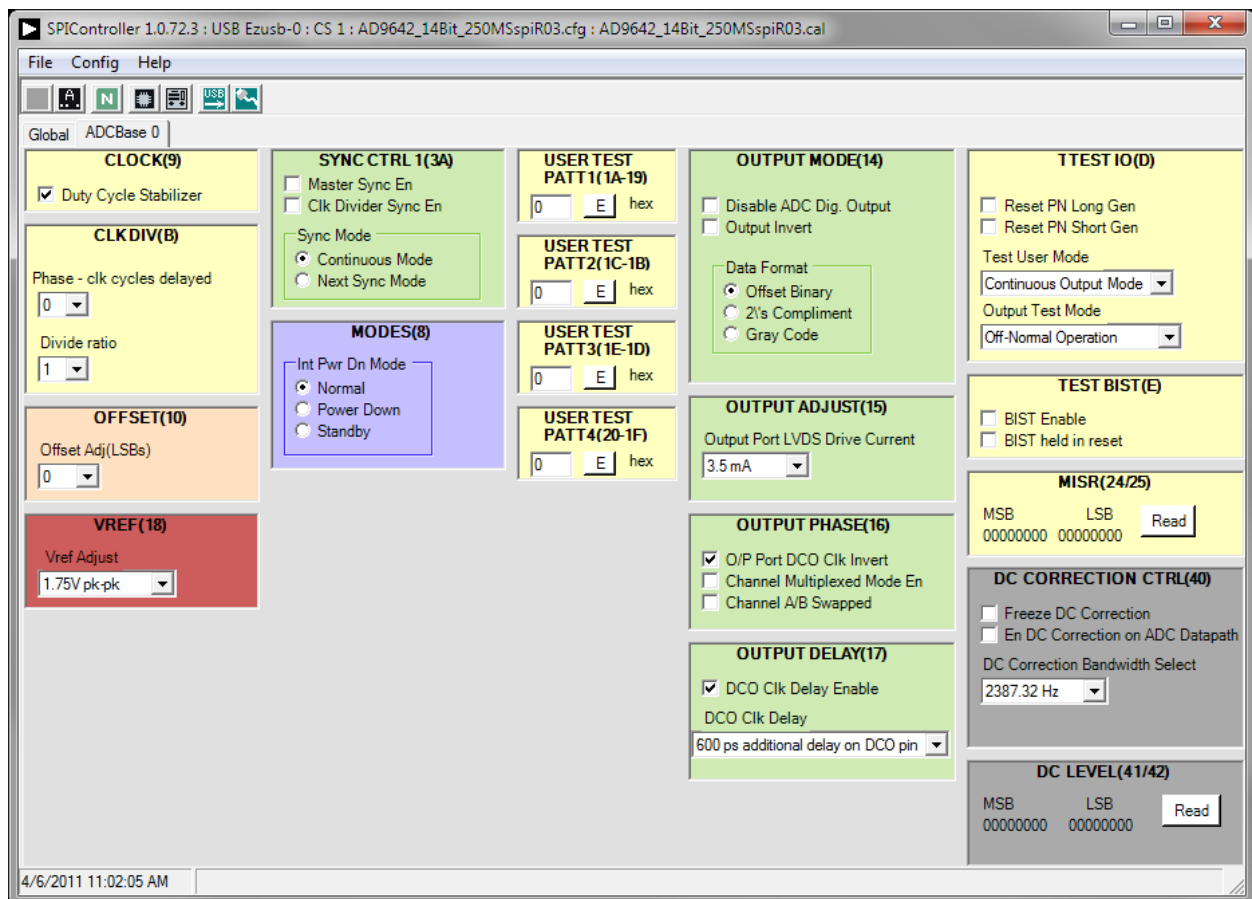 SPIController 1.0.72.3 : USB Ezusb-0 : CS 1 : AD9642_14Bit_250MSspiR03.cfg : AD9642_14Bit_250MSspiR03.cal
File Config Help
A N USB
Global ADCBase 0
CLOCK(9)
Duty Cycle Stabilizer
CLKDIV(B)
Phase - clk cycles delayed
0
Divide ratio
1
OFFSET(10)
Offset Adj(LSBs)
0
VREF(18)
Vref Adjust
1.75V pk-pk
SYNC CTRL 1(3A)
Master Sync En
Clk Divider Sync En
Sync Mode
Continuous Mode
Next Sync Mode
MODES(8)
Int Pwr Dn Mode
Normal
Power Down
Standby
USER TEST
PATT1(1A-19)
0 E hex
USER TEST
PATT2(1C-1B)
0 E hex
USER TEST
PATT3(1E-1D)
0 E hex
USER TEST
PATT4(20-1F)
0 E hex
OUTPUT MODE(14)
Disable ADC Dig. Output
Output Invert
Data Format
Offset Binary
2\'s Compliment
Gray Code
OUTPUT ADJUST(15)
Output Port LVDS Drive Current
3.5 mA
OUTPUT PHASE(16)
O/P Port DCO Clk Invert
Channel Multiplexed Mode En
Channel A/B Swapped
OUTPUT DELAY(17)
DCO Clk Delay Enable
DCO Clk Delay
600 ps additional delay on DCO pin
TTEST IO(D)
Reset PN Long Gen
Reset PN Short Gen
Test User Mode
Continuous Output Mode
Output Test Mode
Off-Normal Operation
TEST BIST(E)
BIST Enable
BIST held in reset
MISR(24/25)
MSB LSB
00000000 00000000 Read
DC CORRECTION CTRL(40)
Freeze DC Correction
En DC Correction on ADC Datapath
DC Correction Bandwidth Select
2387.32 Hz
DC LEVEL(41/42)
MSB LSB
00000000 00000000 Read
4/6/2011 11:02:05 AM